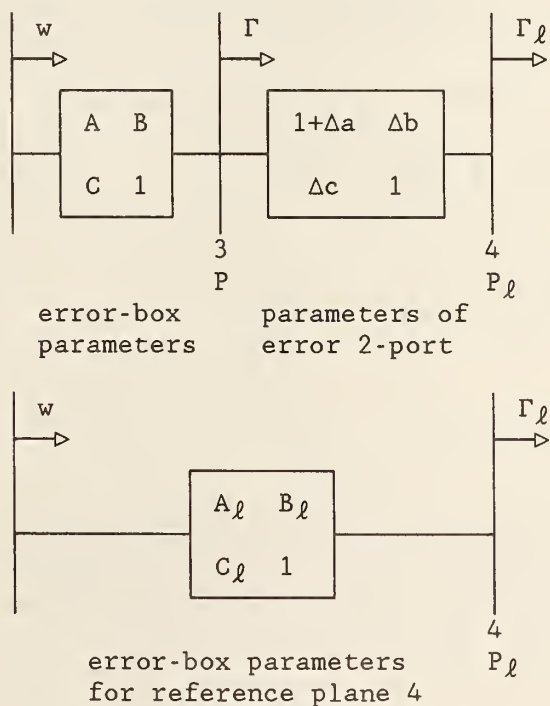 w Γ Γℓ
A B 1+Δa Δb
C 1 Δc 1
3 4
P Pℓ
error-box parameters of
parameters error 2-port
w Γℓ
Aℓ Bℓ
Cℓ 1
4
error-box parameters Pℓ
for reference plane 4